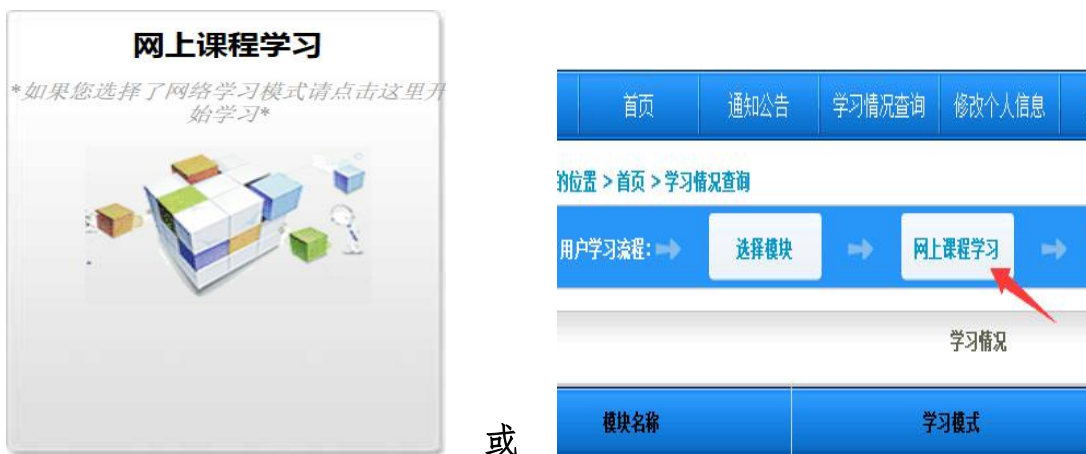 网上课程学习
*如果您选择了网络学习模式请点击这里开
始学习*
或
首页 通知公告 学习情况查询 修改个人信息
的位置 > 首页 > 学习情况查询
用户学习流程: 选择模块 网上课程学习
学习情况
模块名称 学习模式